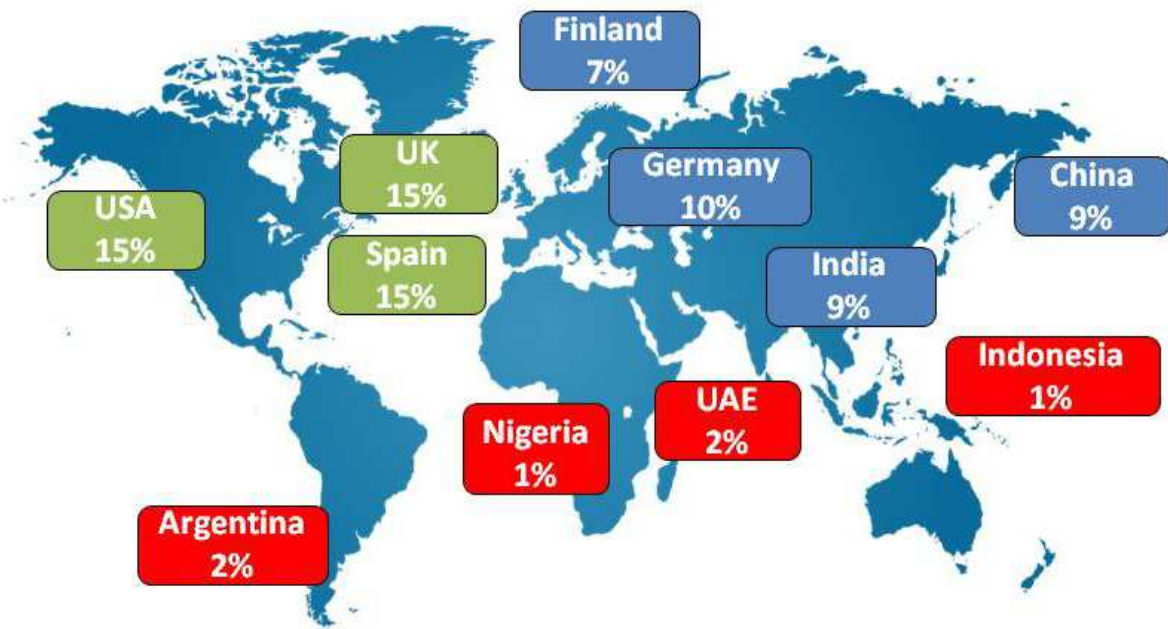 Finland
7%
UK
15%
Germany
10%
China
9%
USA
15%
Spain
15%
India
9%
Indonesia
1%
UAE
2%
Nigeria
1%
Argentina
2%